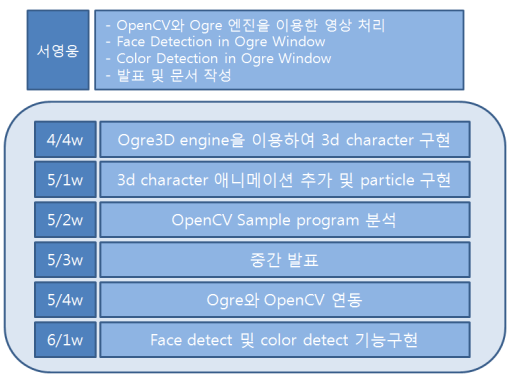 서영웅
- OpenCV와 Ogre 엔진을 이용한 영상 처리
- Face Detection in Ogre Window
- Color Detection in Ogre Window
- 발표 및 문서 작성
4/4w Ogre3D engine을 이용하여 3d character 구현
5/1w 3d character 애니메이션 추가 및 particle 구현
5/2w OpenCV Sample program 분석
5/3w 중간 발표
5/4w Ogre와 OpenCV 연동
6/1w Face detect 및 color detect 기능구현